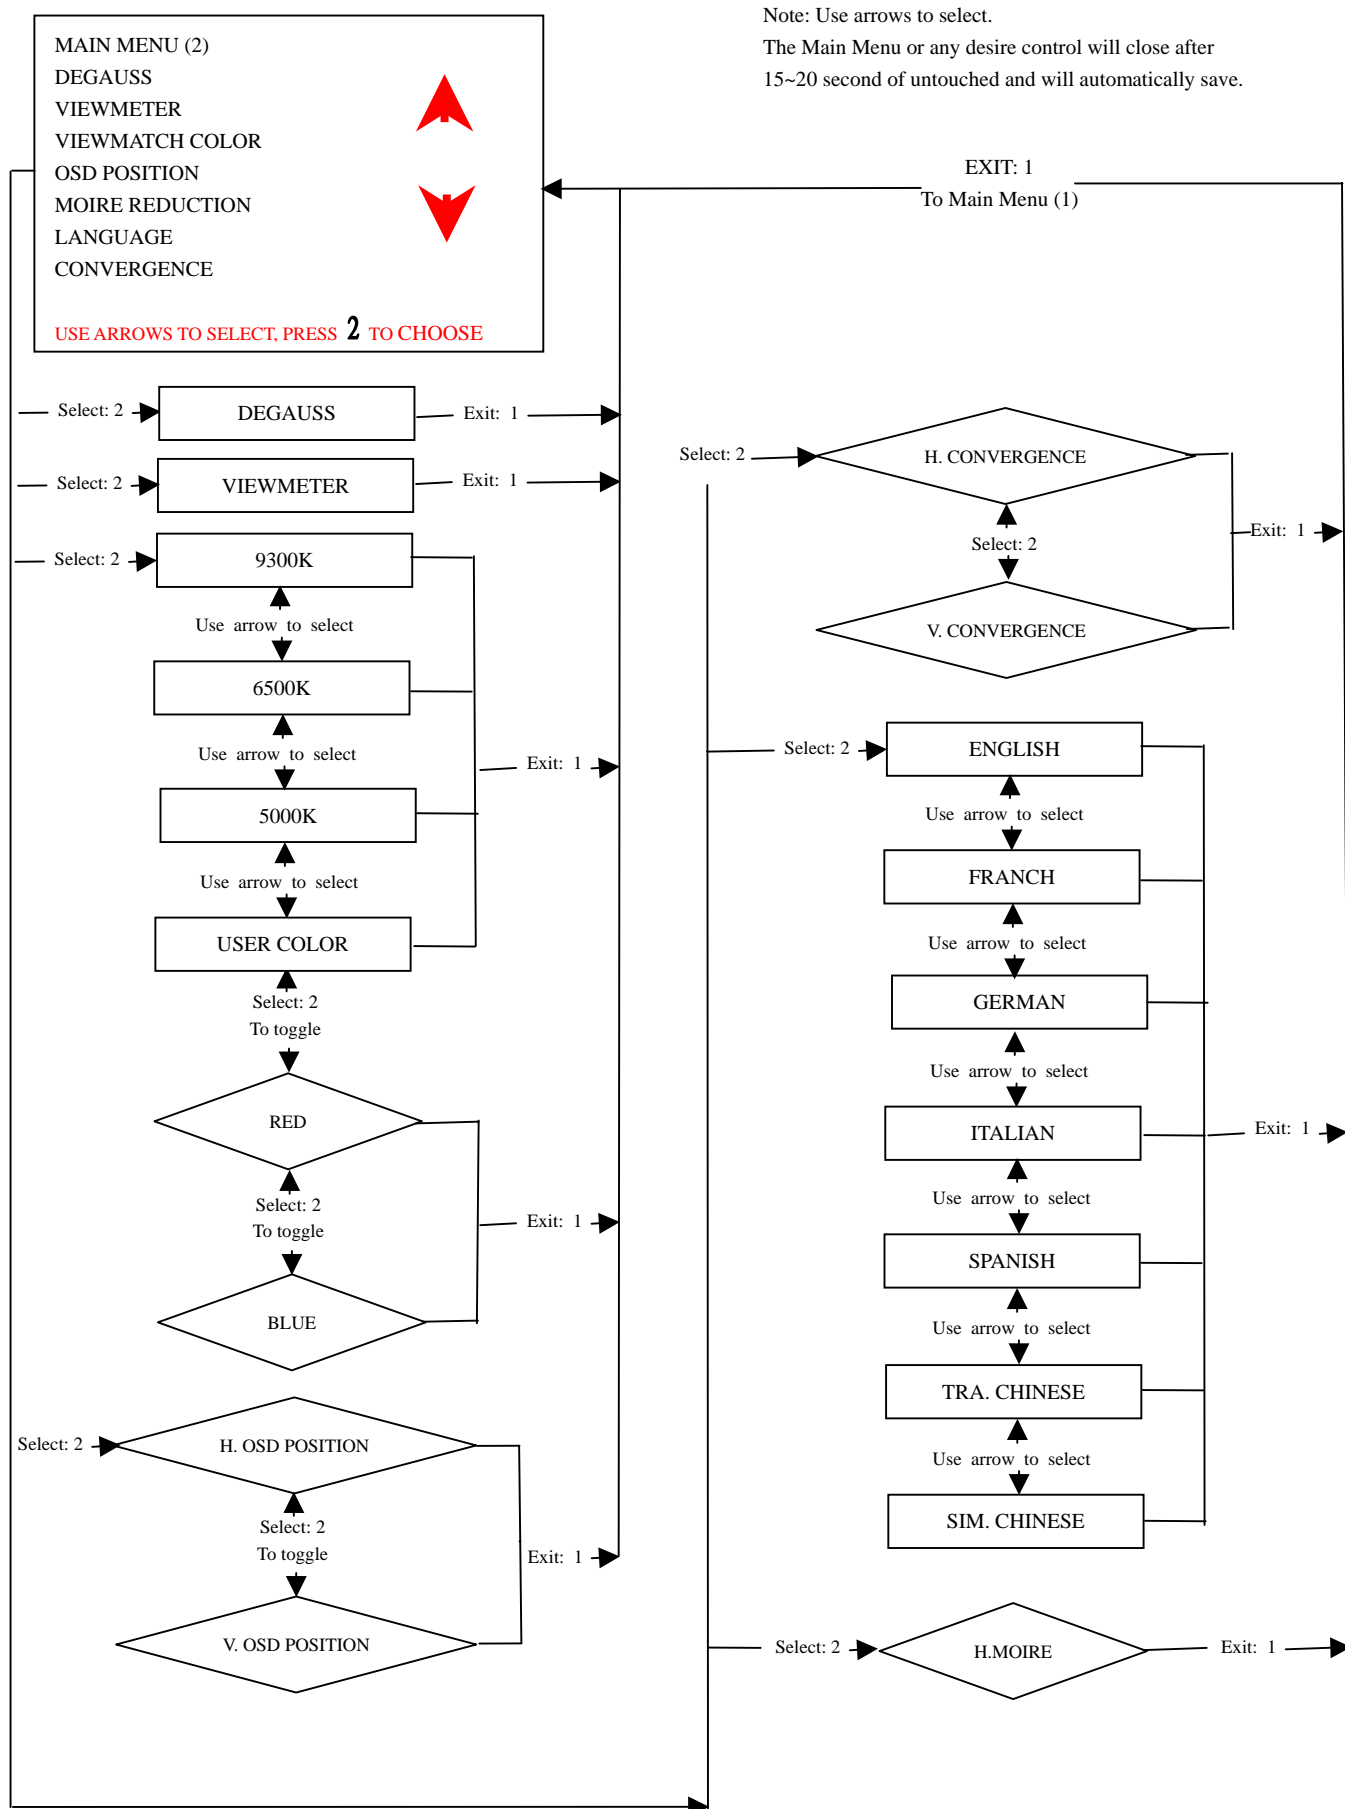 MAIN MENU (2)
DEGAUSS
VIEWMETER
VIEWMATCH COLOR
OSD POSITION
MOIRE REDUCTION
LANGUAGE
CONVERGENCE
USE ARROWS TO SELECT, PRESS 2 TO CHOOSE
Note: Use arrows to select.
The Main Menu or any desire control will close after
15~20 second of untouched and will automatically save.
EXIT: 1
To Main Menu (1)
Select: 2
DEGAUSS
Exit: 1
Select: 2
VIEWMETER
Exit: 1
Select: 2
9300K
Use arrow to select
6500K
Use arrow to select
Exit: 1
5000K
Use arrow to select
USER COLOR
Select: 2
To toggle
RED
Select: 2
To toggle
Exit: 1
BLUE
Select: 2
H. OSD POSITION
Select: 2
To toggle
Exit: 1
V. OSD POSITION
Select: 2
H. CONVERGENCE
Select: 2
Exit: 1
V. CONVERGENCE
Select: 2
ENGLISH
Use arrow to select
FRANCH
Use arrow to select
GERMAN
Use arrow to select
ITALIAN
Exit: 1
Use arrow to select
SPANISH
Use arrow to select
TRA. CHINESE
Use arrow to select
SIM. CHINESE
Select: 2
H.MOIRE
Exit: 1